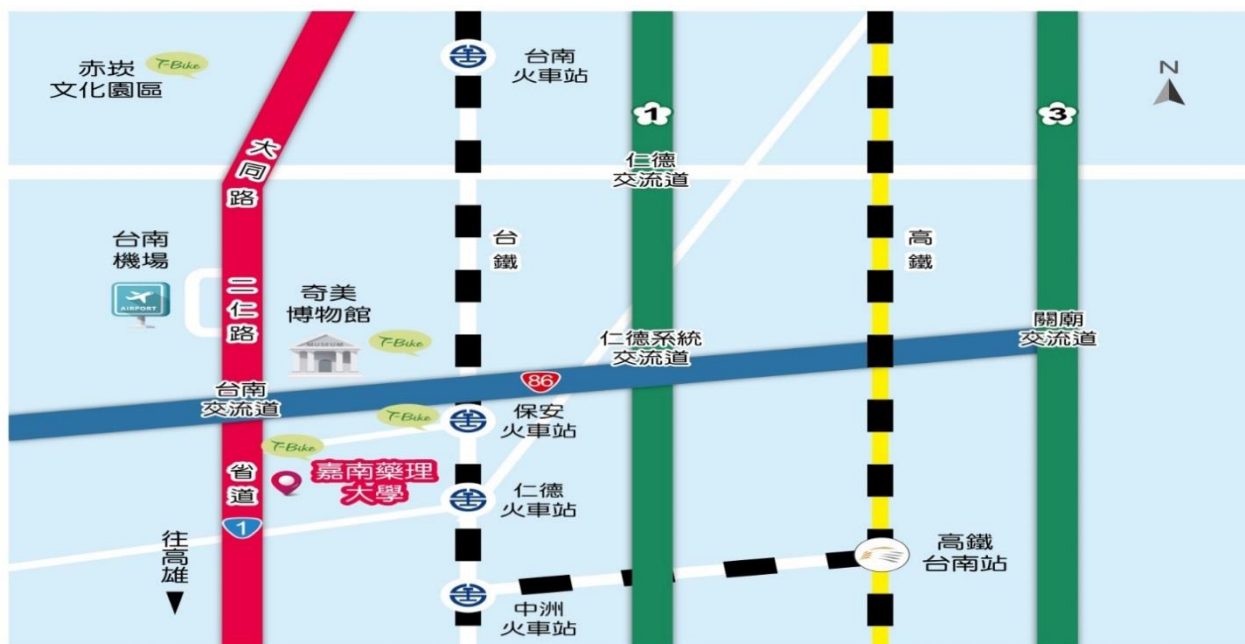 赤崁
文化園區
T-Bike
台南
火車站
N
1
3
大同路
仁德
交流道
台鐵
高鐵
台南
機場
AIRPORT
二仁路
奇美
博物館
MUSEUM
T-Bike
仁德系統
交流道
關廟
交流道
86
台南
交流道
T-Bike
保安
火車站
T-Bike
嘉南藥理
大學
省道
1
仁德
火車站
往高雄
高鐵
台南站
中洲
火車站